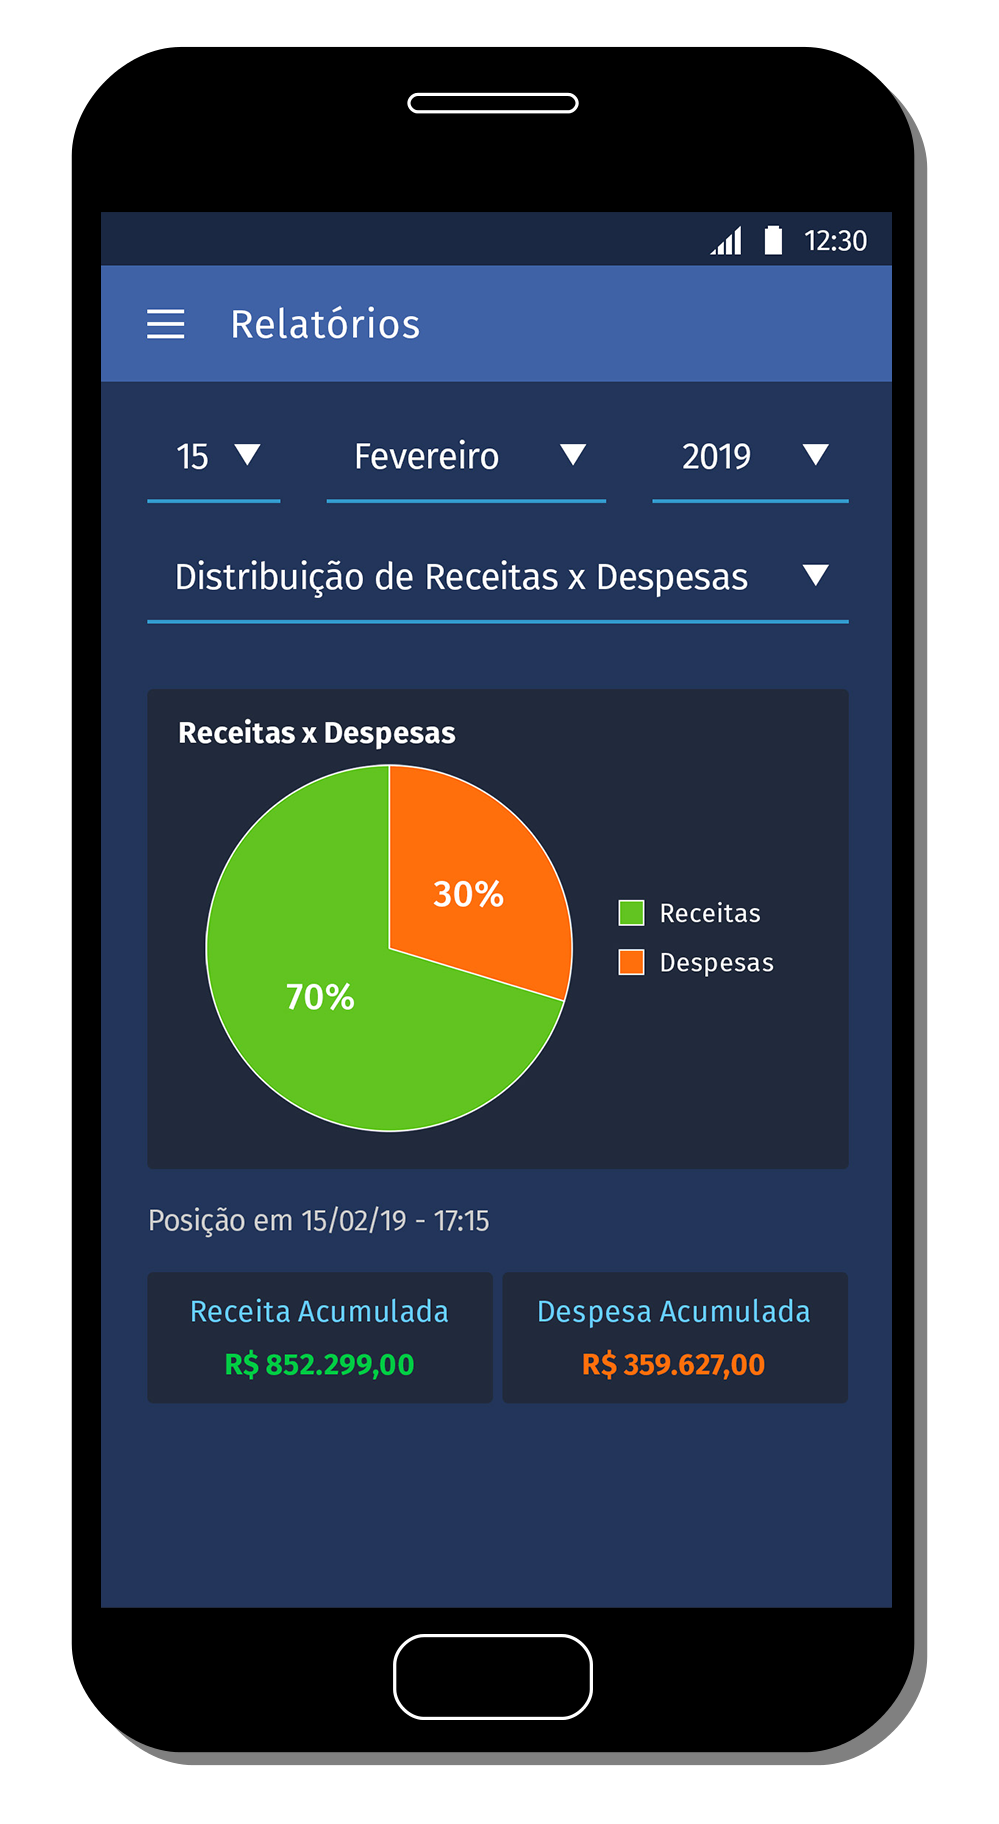 12:30
Relatórios
15 Fevereiro 2019
Distribuição de Receitas x Despesas
Receitas x Despesas
30%
70%
Receitas
Despesas
Posição em 15/02/19 - 17:15
Receita Acumulada Despesa Acumulada
R$ 852.299,00 R$ 359.627,00